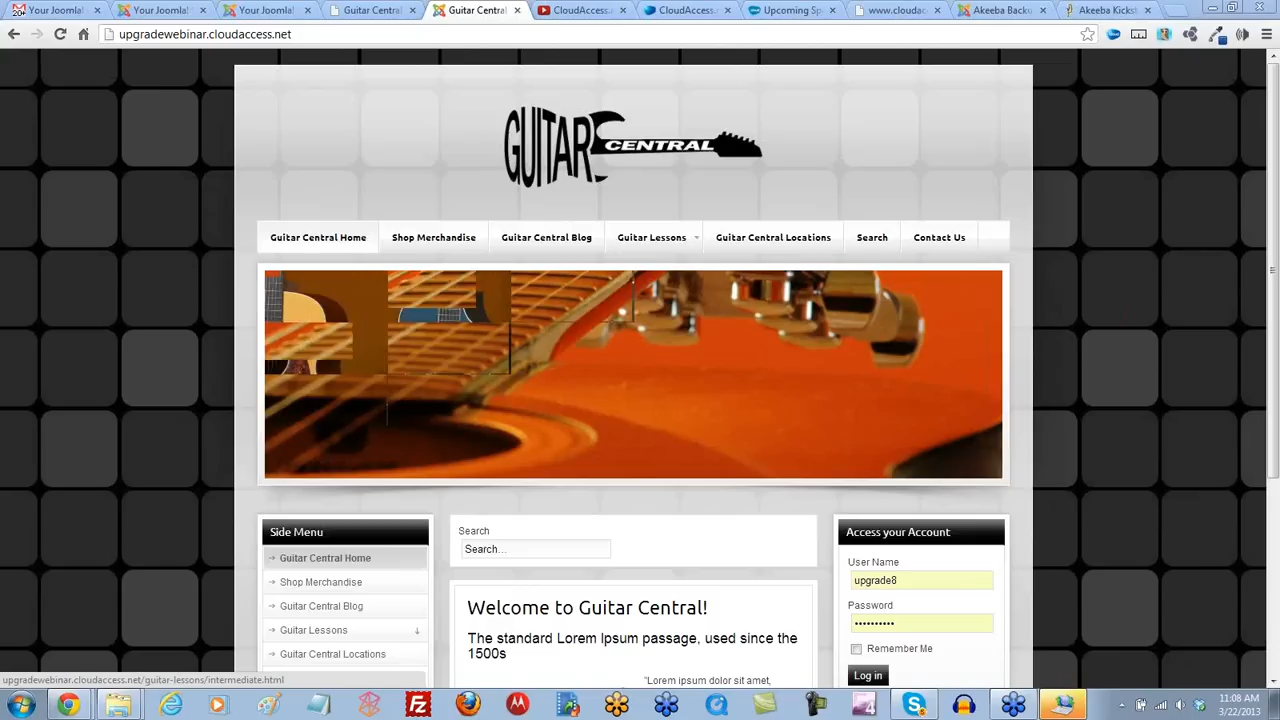 20+
Your Joomla!
Your Joomla!
Your Joomla!
Guitar Central
Guitar Central
CloudAccess.
CloudAccess.
Upcoming Sp
www.cloudac
Akeeba Backu
Akeeba Kickst
upgradewebinar.cloudaccess.net
GUITAR CENTRAL
Guitar Central Home
Shop Merchandise
Guitar Central Blog
Guitar Lessons
Guitar Central Locations
Search
Contact Us
Side Menu
Guitar Central Home
Shop Merchandise
Guitar Central Blog
Guitar Lessons
Guitar Central Locations
Search
Search...
Welcome to Guitar Central!
The standard Lorem Ipsum passage, used since the
1500s
"Lorem ipsum dolor sit amet,
Access your Account
User Name
upgrade8
Password
••••••••••
Remember Me
Log in
upgradewebinar.cloudaccess.net/guitar-lessons/intermediate.html
11:08 AM
3/22/2013